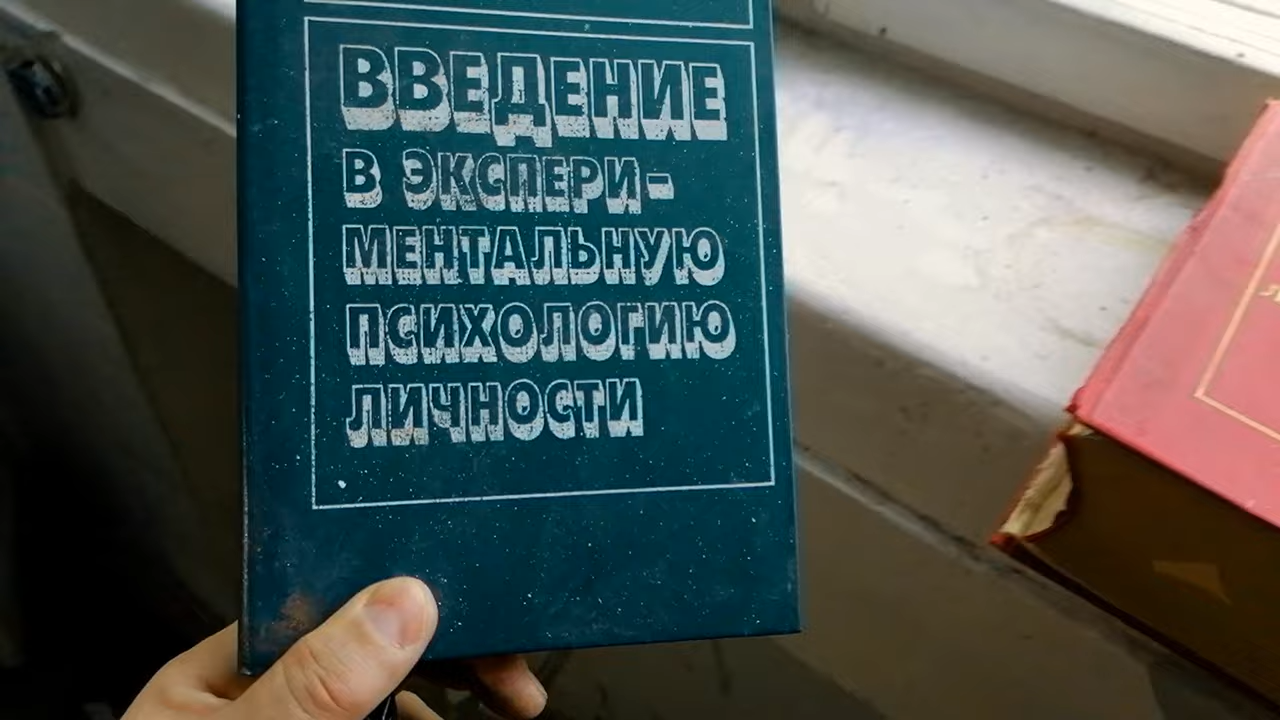 ВВЕДЕНИЕ
В ЭКСПЕРИ-
МЕНТАЛЬНУЮ
ПСИХОЛОГИЮ
ЛИЧНОСТИ